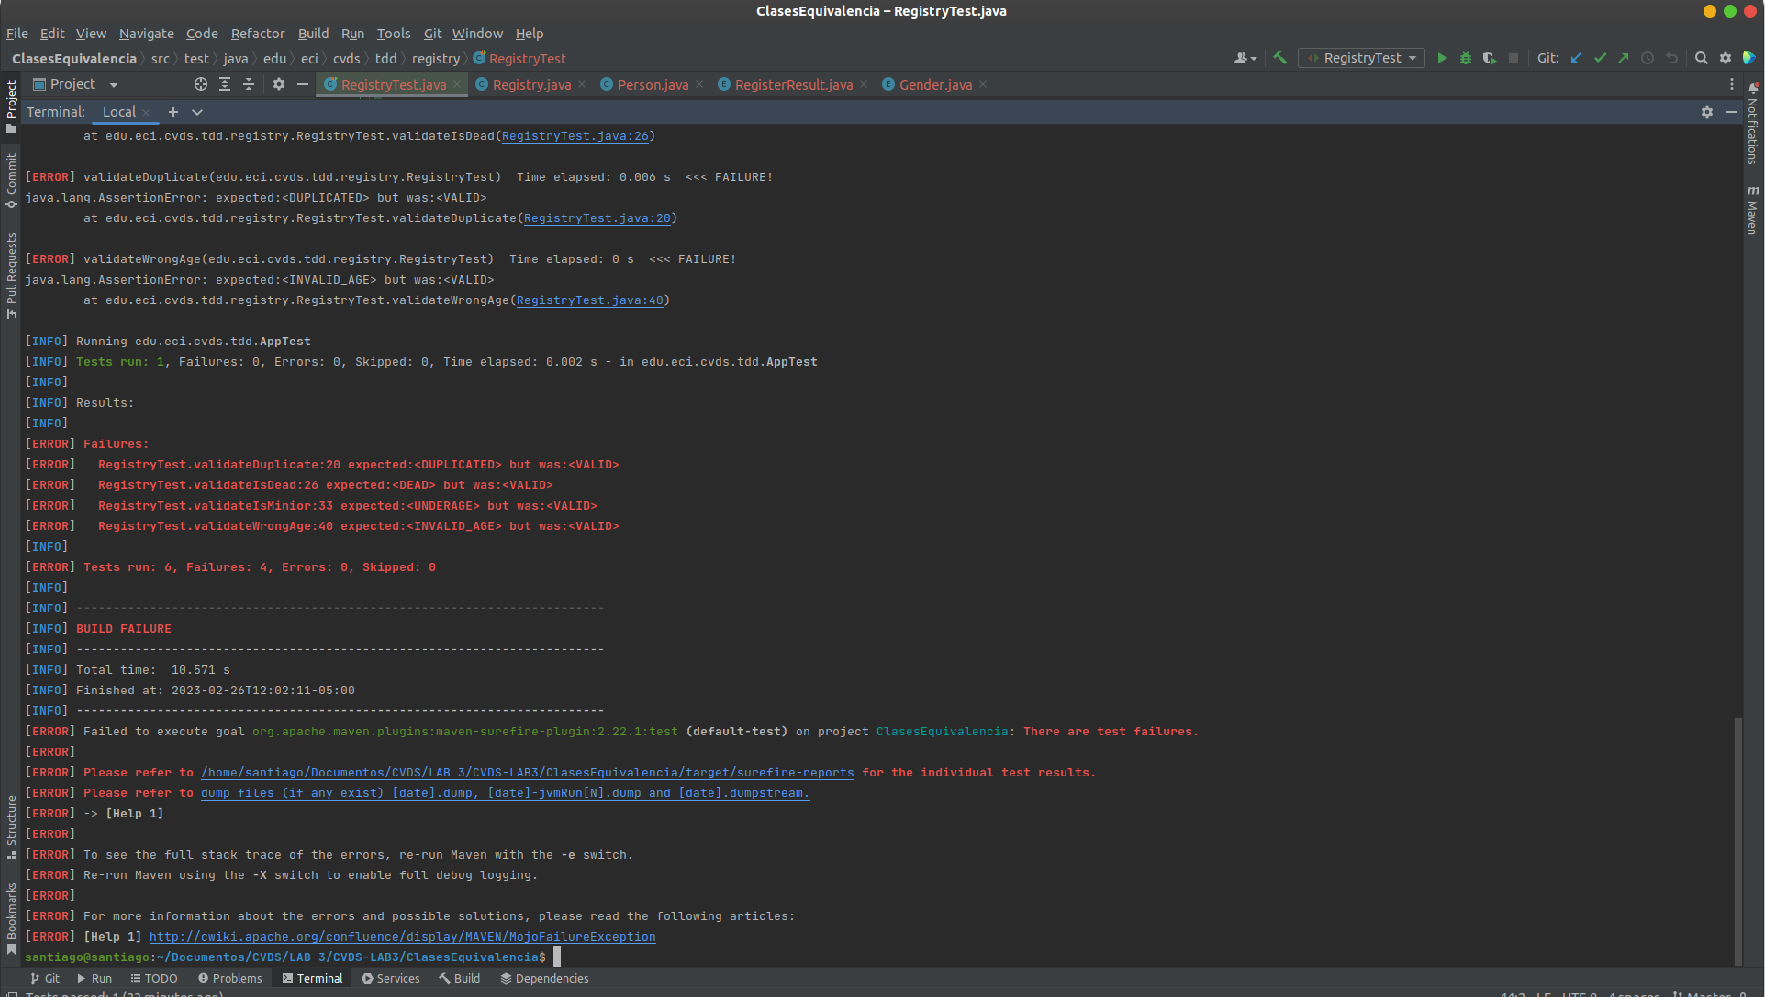 ClasesEquivalencia – RegistryTest.java
File Edit View Navigate Code Refactor Build Run Tools Git Window Help
ClasesEquivalencia src test java edu eci cvds tdd registry RegistryTest RegistryTest Git:
Project RegistryTest.java Registry.java Person.java RegisterResult.java Gender.java
Terminal: Local
at edu.eci.cvds.tdd.registry.RegistryTest.validateIsDead(RegistryTest.java:26)
[ERROR] validateDuplicate(edu.eci.cvds.tdd.registry.RegistryTest)  Time elapsed: 0.006 s  <<< FAILURE!
java.lang.AssertionError: expected:<DUPLICATED> but was:<VALID>
at edu.eci.cvds.tdd.registry.RegistryTest.validateDuplicate(RegistryTest.java:20)
[ERROR] validateWrongAge(edu.eci.cvds.tdd.registry.RegistryTest)  Time elapsed: 0 s  <<< FAILURE!
java.lang.AssertionError: expected:<INVALID_AGE> but was:<VALID>
at edu.eci.cvds.tdd.registry.RegistryTest.validateWrongAge(RegistryTest.java:40)
[INFO] Running edu.eci.cvds.tdd.AppTest
[INFO] Tests run: 1, Failures: 0, Errors: 0, Skipped: 0, Time elapsed: 0.002 s - in edu.eci.cvds.tdd.AppTest
[INFO]
[INFO] Results:
[INFO]
[ERROR] Failures:
[ERROR]   RegistryTest.validateDuplicate:20 expected:<DUPLICATED> but was:<VALID>
[ERROR]   RegistryTest.validateIsDead:26 expected:<DEAD> but was:<VALID>
[ERROR]   RegistryTest.validateIsMinior:33 expected:<UNDERAGE> but was:<VALID>
[ERROR]   RegistryTest.validateWrongAge:40 expected:<INVALID_AGE> but was:<VALID>
[INFO]
[ERROR] Tests run: 6, Failures: 4, Errors: 0, Skipped: 0
[INFO]
[INFO] ------------------------------------------------------------------------
[INFO] BUILD FAILURE
[INFO] ------------------------------------------------------------------------
[INFO] Total time:  10.571 s
[INFO] Finished at: 2023-02-26T12:02:11-05:00
[INFO] ------------------------------------------------------------------------
[ERROR] Failed to execute goal org.apache.maven.plugins:maven-surefire-plugin:2.22.1:test (default-test) on project ClasesEquivalencia: There are test failures.
[ERROR]
[ERROR] Please refer to /home/santiago/Documentos/CVDS/LAB 3/CVDS-LAB3/ClasesEquivalencia/target/surefire-reports for the individual test results.
[ERROR] Please refer to dump files (if any exist) [date].dump, [date]-jvmRun[N].dump and [date].dumpstream.
[ERROR] -> [Help 1]
[ERROR]
[ERROR] To see the full stack trace of the errors, re-run Maven with the -e switch.
[ERROR] Re-run Maven using the -X switch to enable full debug logging.
[ERROR]
[ERROR] For more information about the errors and possible solutions, please read the following articles:
[ERROR] [Help 1] http://cwiki.apache.org/confluence/display/MAVEN/MojoFailureException
santiago@santiago:~/Documentos/CVDS/LAB 3/CVDS-LAB3/ClasesEquivalencia$
Project
Commit
Pull Requests
Structure
Bookmarks
Notifications
Maven
Git Run TODO Problems Terminal Services Build Dependencies